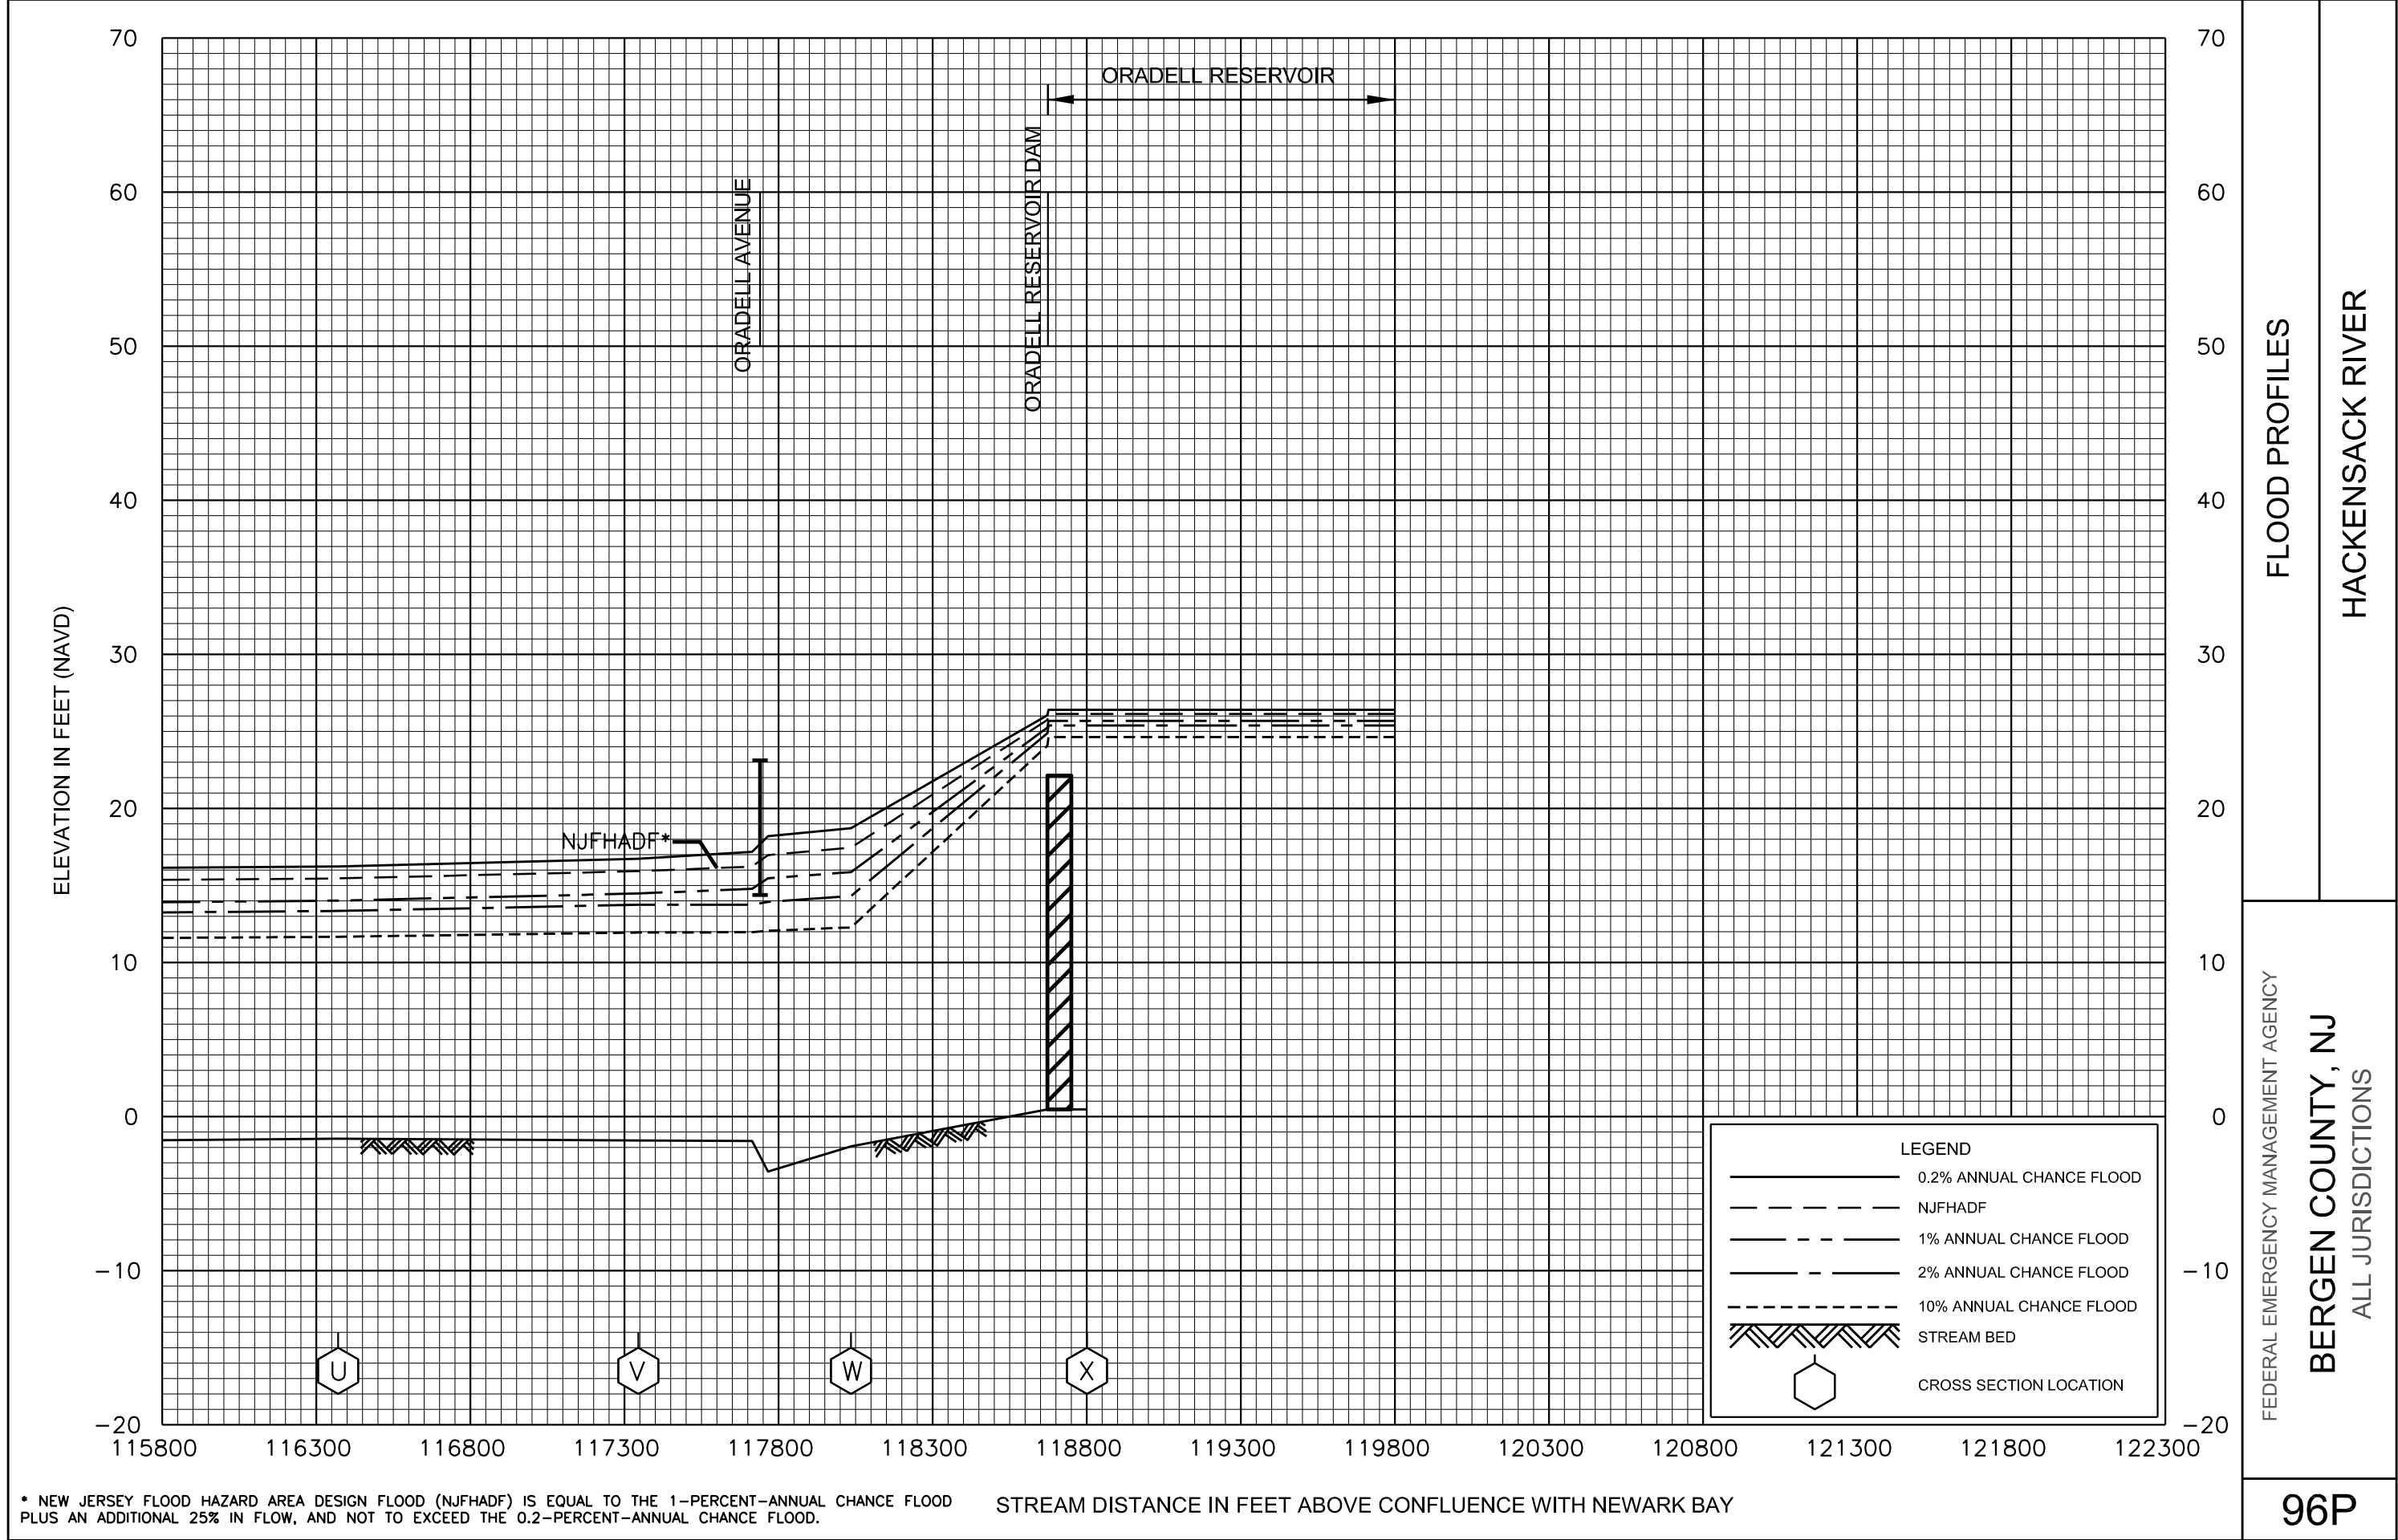 70
60
50
40
30
20
10
0
−10
−20
ELEVATION IN FEET (NAVD)
ORADELL RESERVOIR
ORADELL AVENUE
ORADELL RESERVOIR DAM
NJFHADF*
U
V
W
X
70
60
50
40
30
20
10
0
−10
−20
LEGEND
0.2% ANNUAL CHANCE FLOOD
NJFHADF
1% ANNUAL CHANCE FLOOD
2% ANNUAL CHANCE FLOOD
10% ANNUAL CHANCE FLOOD
STREAM BED
CROSS SECTION LOCATION
115800 116300 116800 117300 117800 118300 118800 119300 119800 120300 120800 121300 121800 122300
STREAM DISTANCE IN FEET ABOVE CONFLUENCE WITH NEWARK BAY
* NEW JERSEY FLOOD HAZARD AREA DESIGN FLOOD (NJFHADF) IS EQUAL TO THE 1−PERCENT−ANNUAL CHANCE FLOOD
PLUS AN ADDITIONAL 25% IN FLOW, AND NOT TO EXCEED THE 0.2−PERCENT−ANNUAL CHANCE FLOOD.
FLOOD PROFILES
HACKENSACK RIVER
FEDERAL EMERGENCY MANAGEMENT AGENCY
BERGEN COUNTY, NJ
ALL JURISDICTIONS
96P